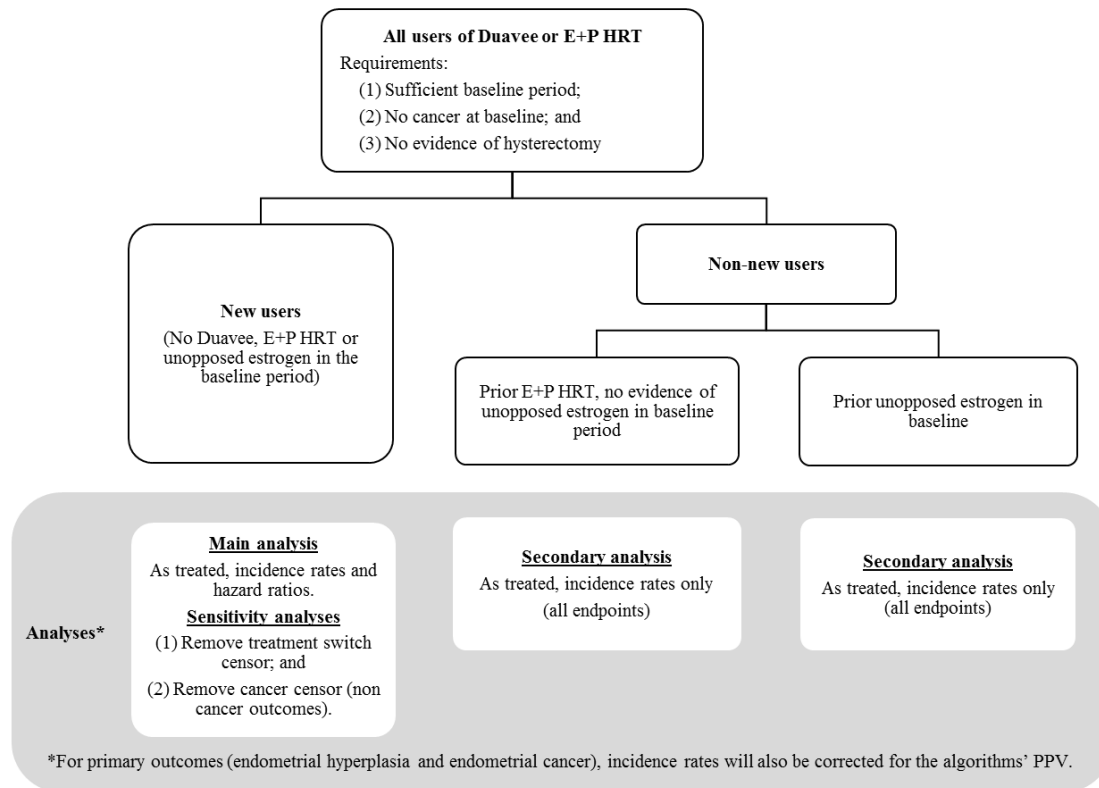 All users of Duavee or E+P HRT
Requirements:
(1) Sufficient baseline period;
(2) No cancer at baseline; and
(3) No evidence of hysterectomy
New users
(No Duavee, E+P HRT or
unopposed estrogen in the
baseline period)
Non-new users
Prior E+P HRT, no evidence of
unopposed estrogen in baseline
period
Prior unopposed estrogen in
baseline
Analyses*
Main analysis
As treated, incidence rates and
hazard ratios.
Sensitivity analyses
(1) Remove treatment switch
censor; and
(2) Remove cancer censor (non
cancer outcomes).
Secondary analysis
As treated, incidence rates only
(all endpoints)
Secondary analysis
As treated, incidence rates only
(all endpoints)
*For primary outcomes (endometrial hyperplasia and endometrial cancer), incidence rates will also be corrected for the algorithms’ PPV.